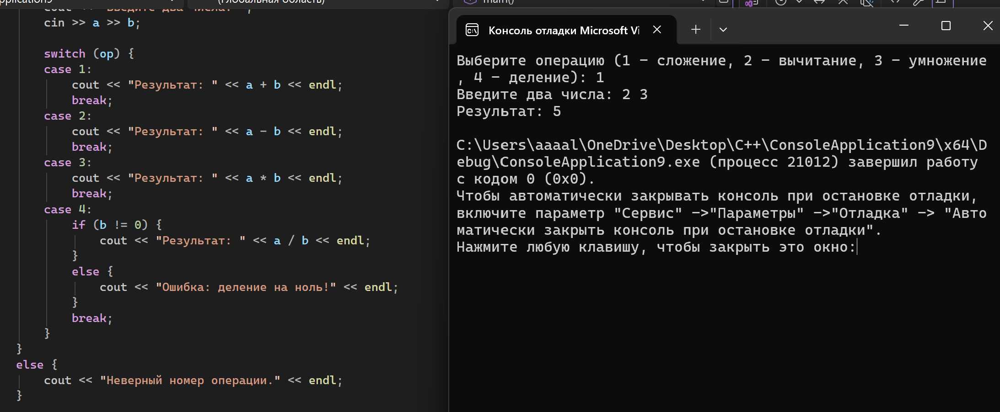 (Глобальная область)
main()
cin >> a >> b;
switch (op) {
case 1:
cout << "Результат: " << a + b << endl;
break;
case 2:
cout << "Результат: " << a - b << endl;
break;
case 3:
cout << "Результат: " << a * b << endl;
break;
case 4:
if (b != 0) {
cout << "Результат: " << a / b << endl;
}
else {
cout << "Ошибка: деление на ноль!" << endl;
}
break;
}
}
else {
cout << "Неверный номер операции." << endl;
}
Консоль отладки Microsoft Vi
Выберите операцию (1 - сложение, 2 - вычитание, 3 - умножение
, 4 - деление): 1
Введите два числа: 2 3
Результат: 5
C:\Users\aaaal\OneDrive\Desktop\C++\ConsoleApplication9\x64\D
ebug\ConsoleApplication9.exe (процесс 21012) завершил работу
с кодом 0 (0x0).
Чтобы автоматически закрывать консоль при остановке отладки,
включите параметр "Сервис" ->"Параметры" ->"Отладка" -> "Авто
матически закрыть консоль при остановке отладки".
Нажмите любую клавишу, чтобы закрыть это окно: